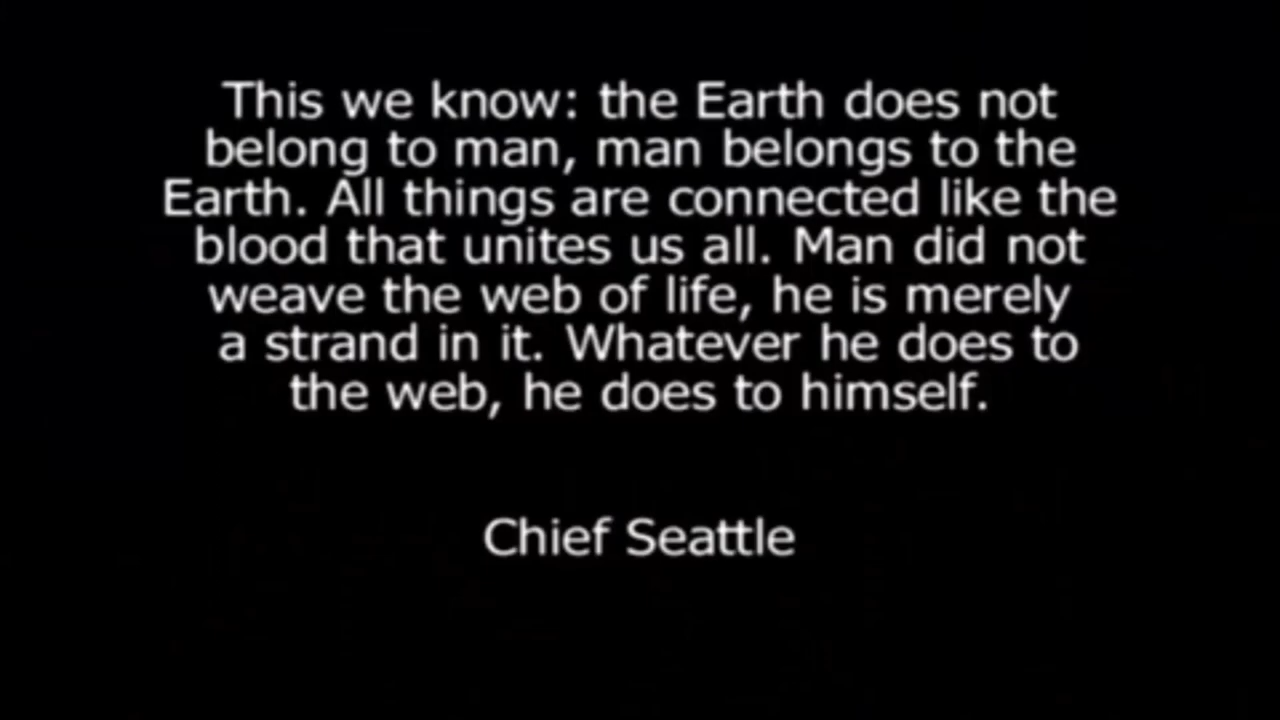 This we know: the Earth does not
belong to man, man belongs to the
Earth. All things are connected like the
blood that unites us all. Man did not
weave the web of life, he is merely
a strand in it. Whatever he does to
the web, he does to himself.
Chief Seattle